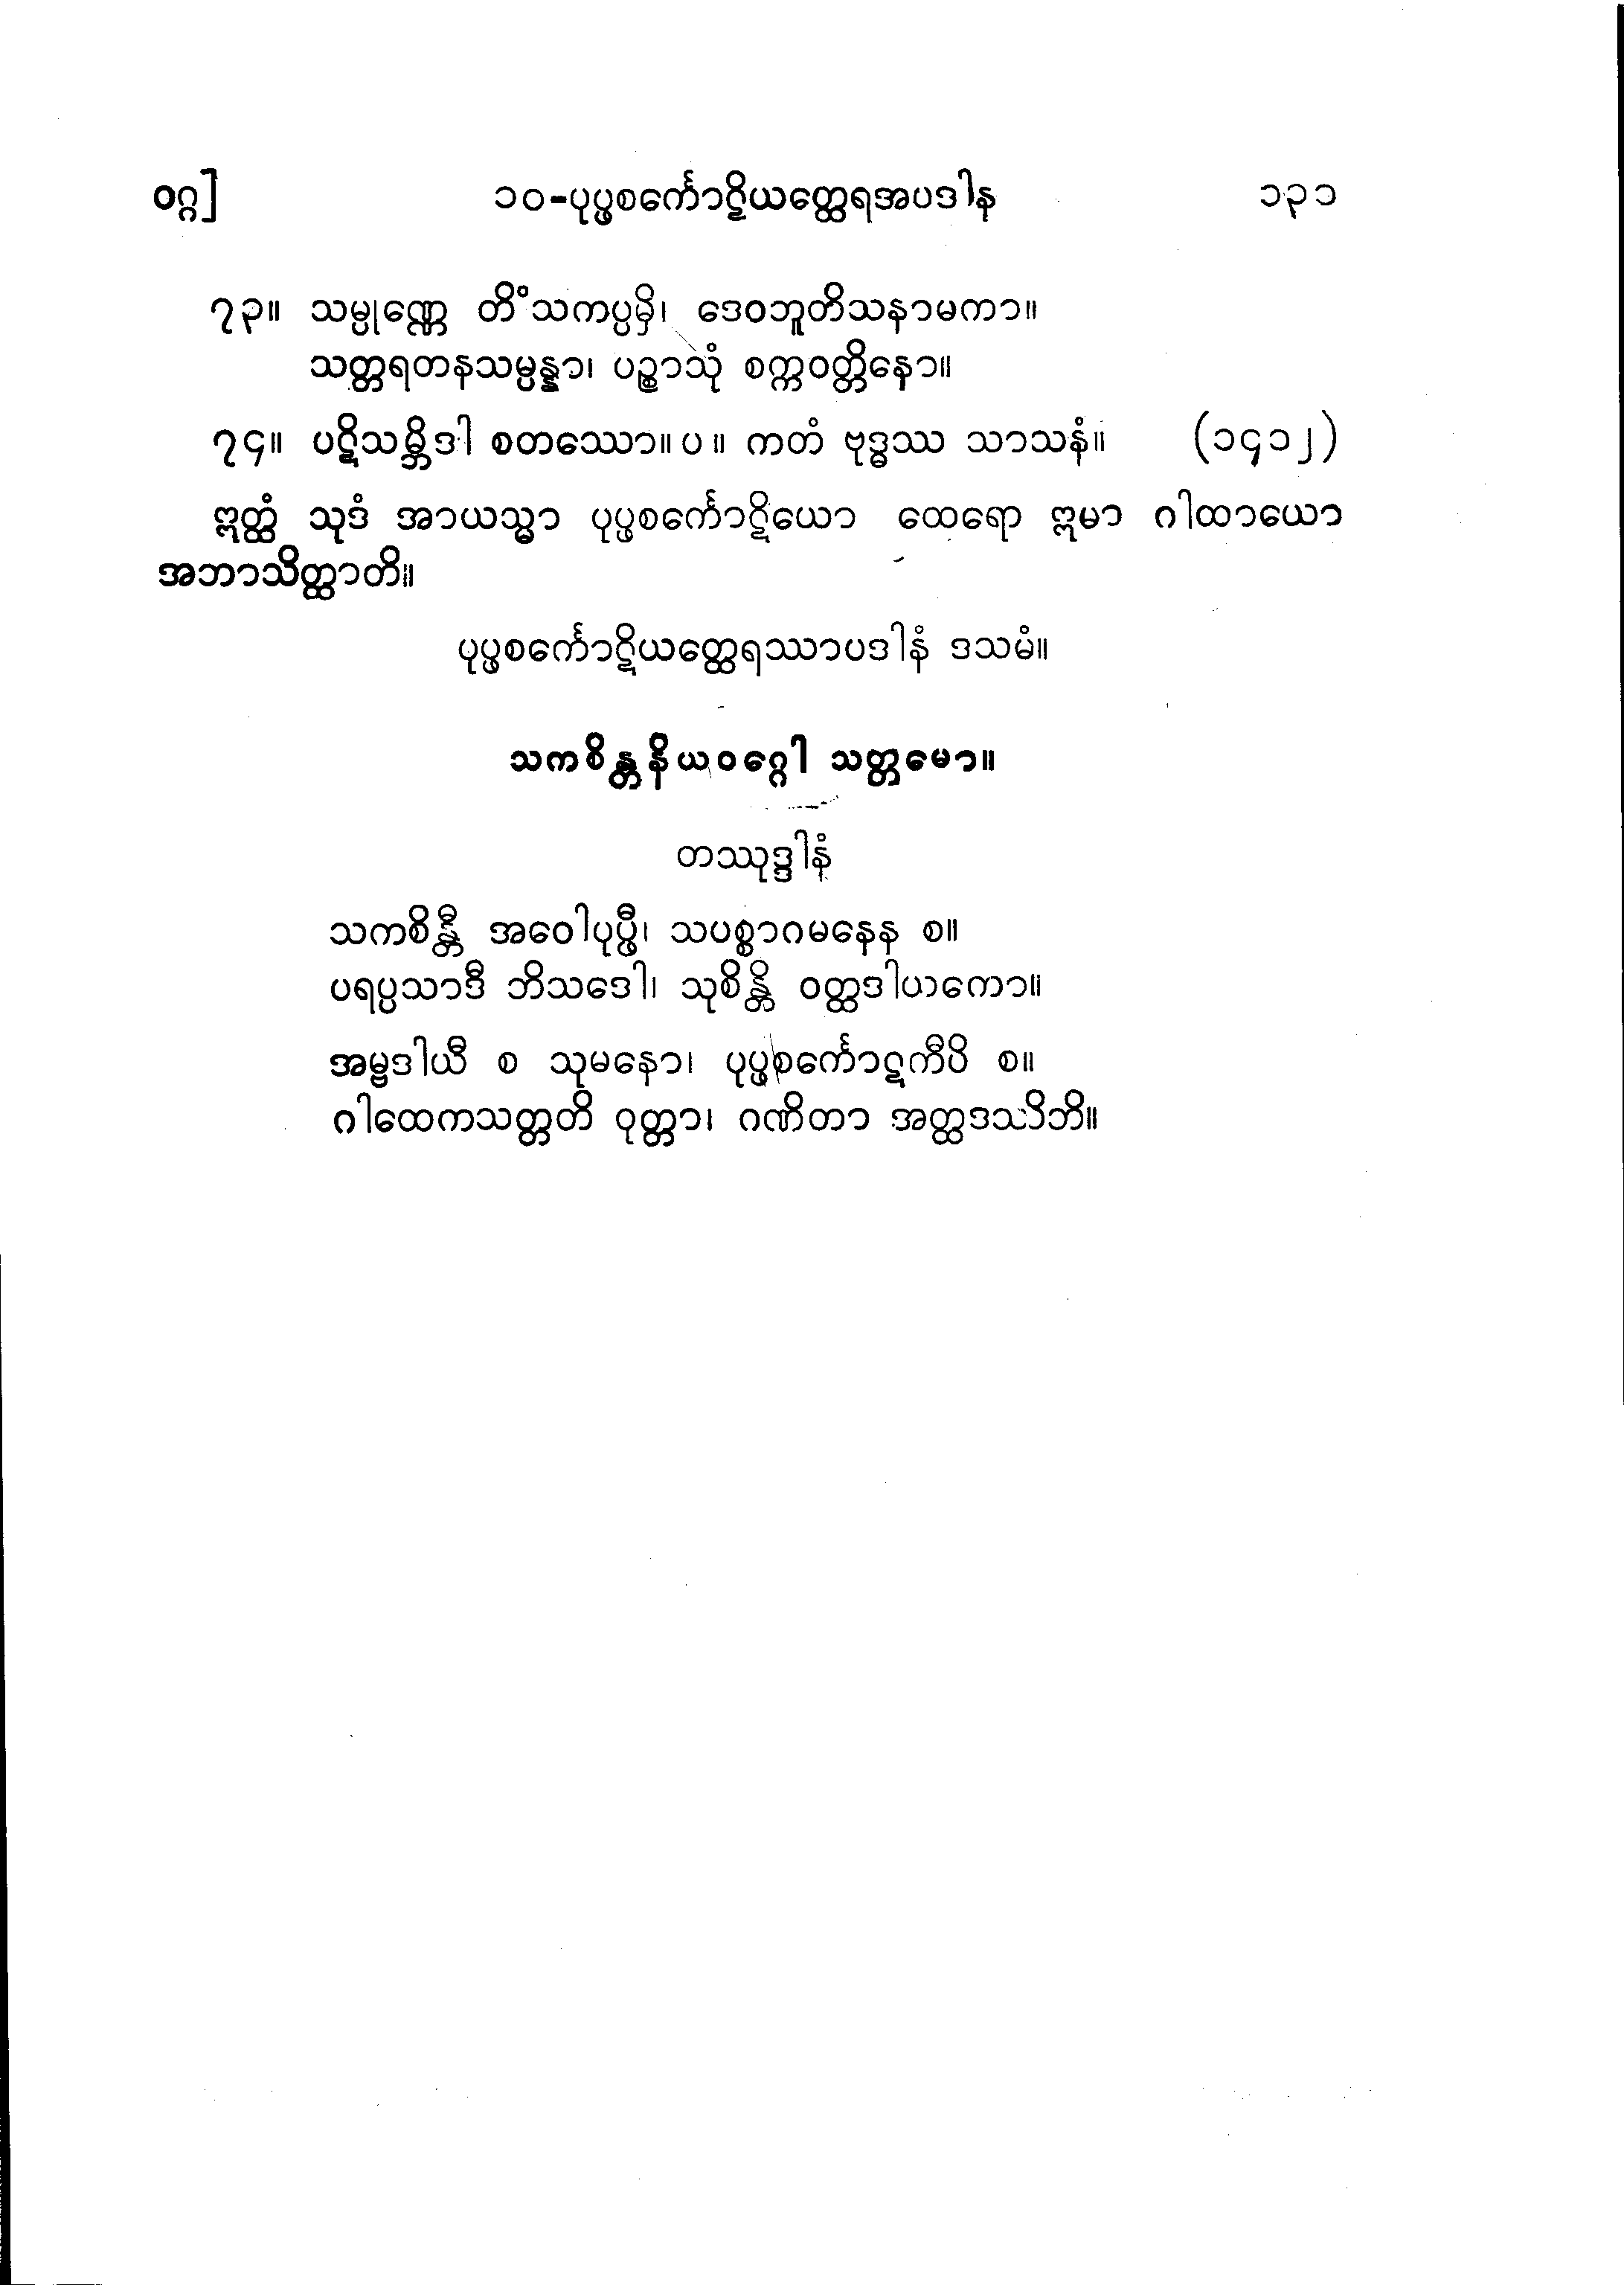 ဝဂ္ဂ] ၁၀-ပုပ္ဖစင်္ကောဋိယတ္ထေရအပဒါန ၁၃၁
၇၃။ သမ္ပုဏ္ဏေ တိံသကပ္ပမှိ၊ ဒေဝဘူတိသနာမကာ။
သတ္တရတနသမ္ပန္နာ၊ ပဉ္စာသုံ စက္ကဝတ္တိနော။
၇၄။ ပဋိသမ္ဘိဒါ စတဿော။ပ။ ကတံ ဗုဒ္ဓဿ သာသနံ။ (၁၄၁၂)
ဣတ္ထံ သုဒံ အာယသ္မာ ပုပ္ဖစင်္ကောဋိယော ထေရော ဣမာ ဂါထာယော
အဘာသိတ္ထာတိ။
ပုပ္ဖစင်္ကောဋိယတ္ထေရဿာပဒါနံ ဒသမံ။
သကစိန္တနိယဝဂ္ဂေါ သတ္တမော။
တဿုဒ္ဒါနံ
သကစိန္တီ အဝေါပုပ္ဖီ၊ သပစ္စာဂမနေန စ။
ပရပ္ပသာဒီ ဘိသဒေါ၊ သုစိန္တိ ဝတ္ထဒါယကော။
အမ္ဗဒါယီ စ သုမနော၊ ပုပ္ဖစင်္ကောဋကီပိ စ။
ဂါထေကသတ္တတိ ဝုတ္တာ၊ ဂဏိတာ အတ္ထဒဿိဘိ။